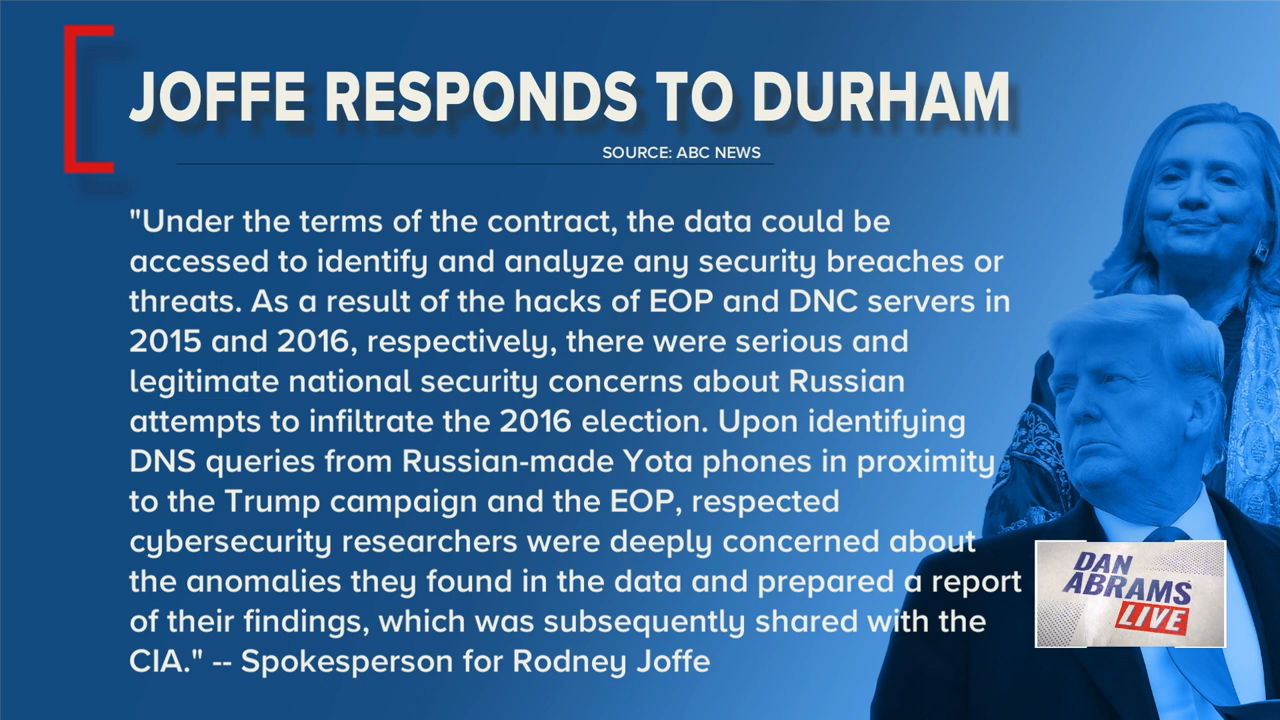 JOFFE RESPONDS TO DURHAM
SOURCE: ABC NEWS
"Under the terms of the contract, the data could be
accessed to identify and analyze any security breaches or
threats. As a result of the hacks of EOP and DNC servers in
2015 and 2016, respectively, there were serious and
legitimate national security concerns about Russian
attempts to infiltrate the 2016 election. Upon identifying
DNS queries from Russian-made Yota phones in proximity
to the Trump campaign and the EOP, respected
cybersecurity researchers were deeply concerned about
the anomalies they found in the data and prepared a report
of their findings, which was subsequently shared with the
CIA." -- Spokesperson for Rodney Joffe
DAN
ABRAMS
LIVE